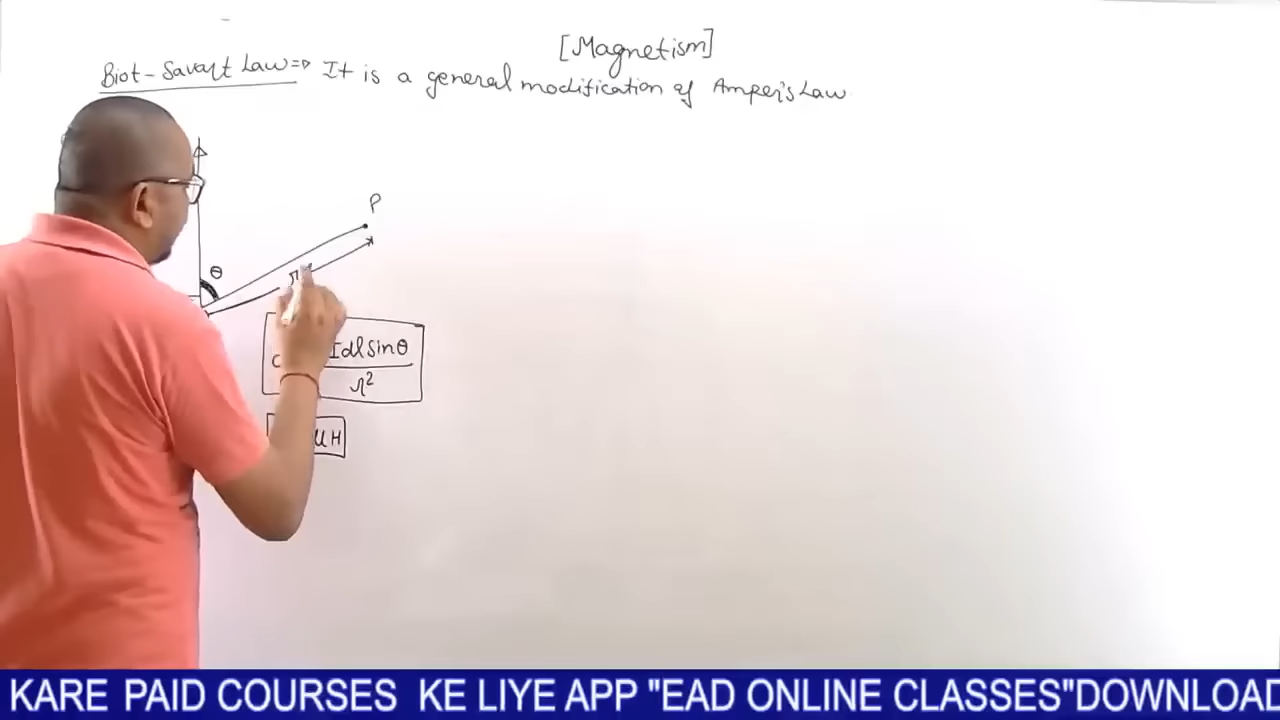 [Magnetism]
Biot-Savart Law⇒ It is a general modification of Amper's Law
P
θ
r
Idl sinθ
r²
μH
KARE PAID COURSES KE LIYE APP "EAD ONLINE CLASSES"DOWNLOAD